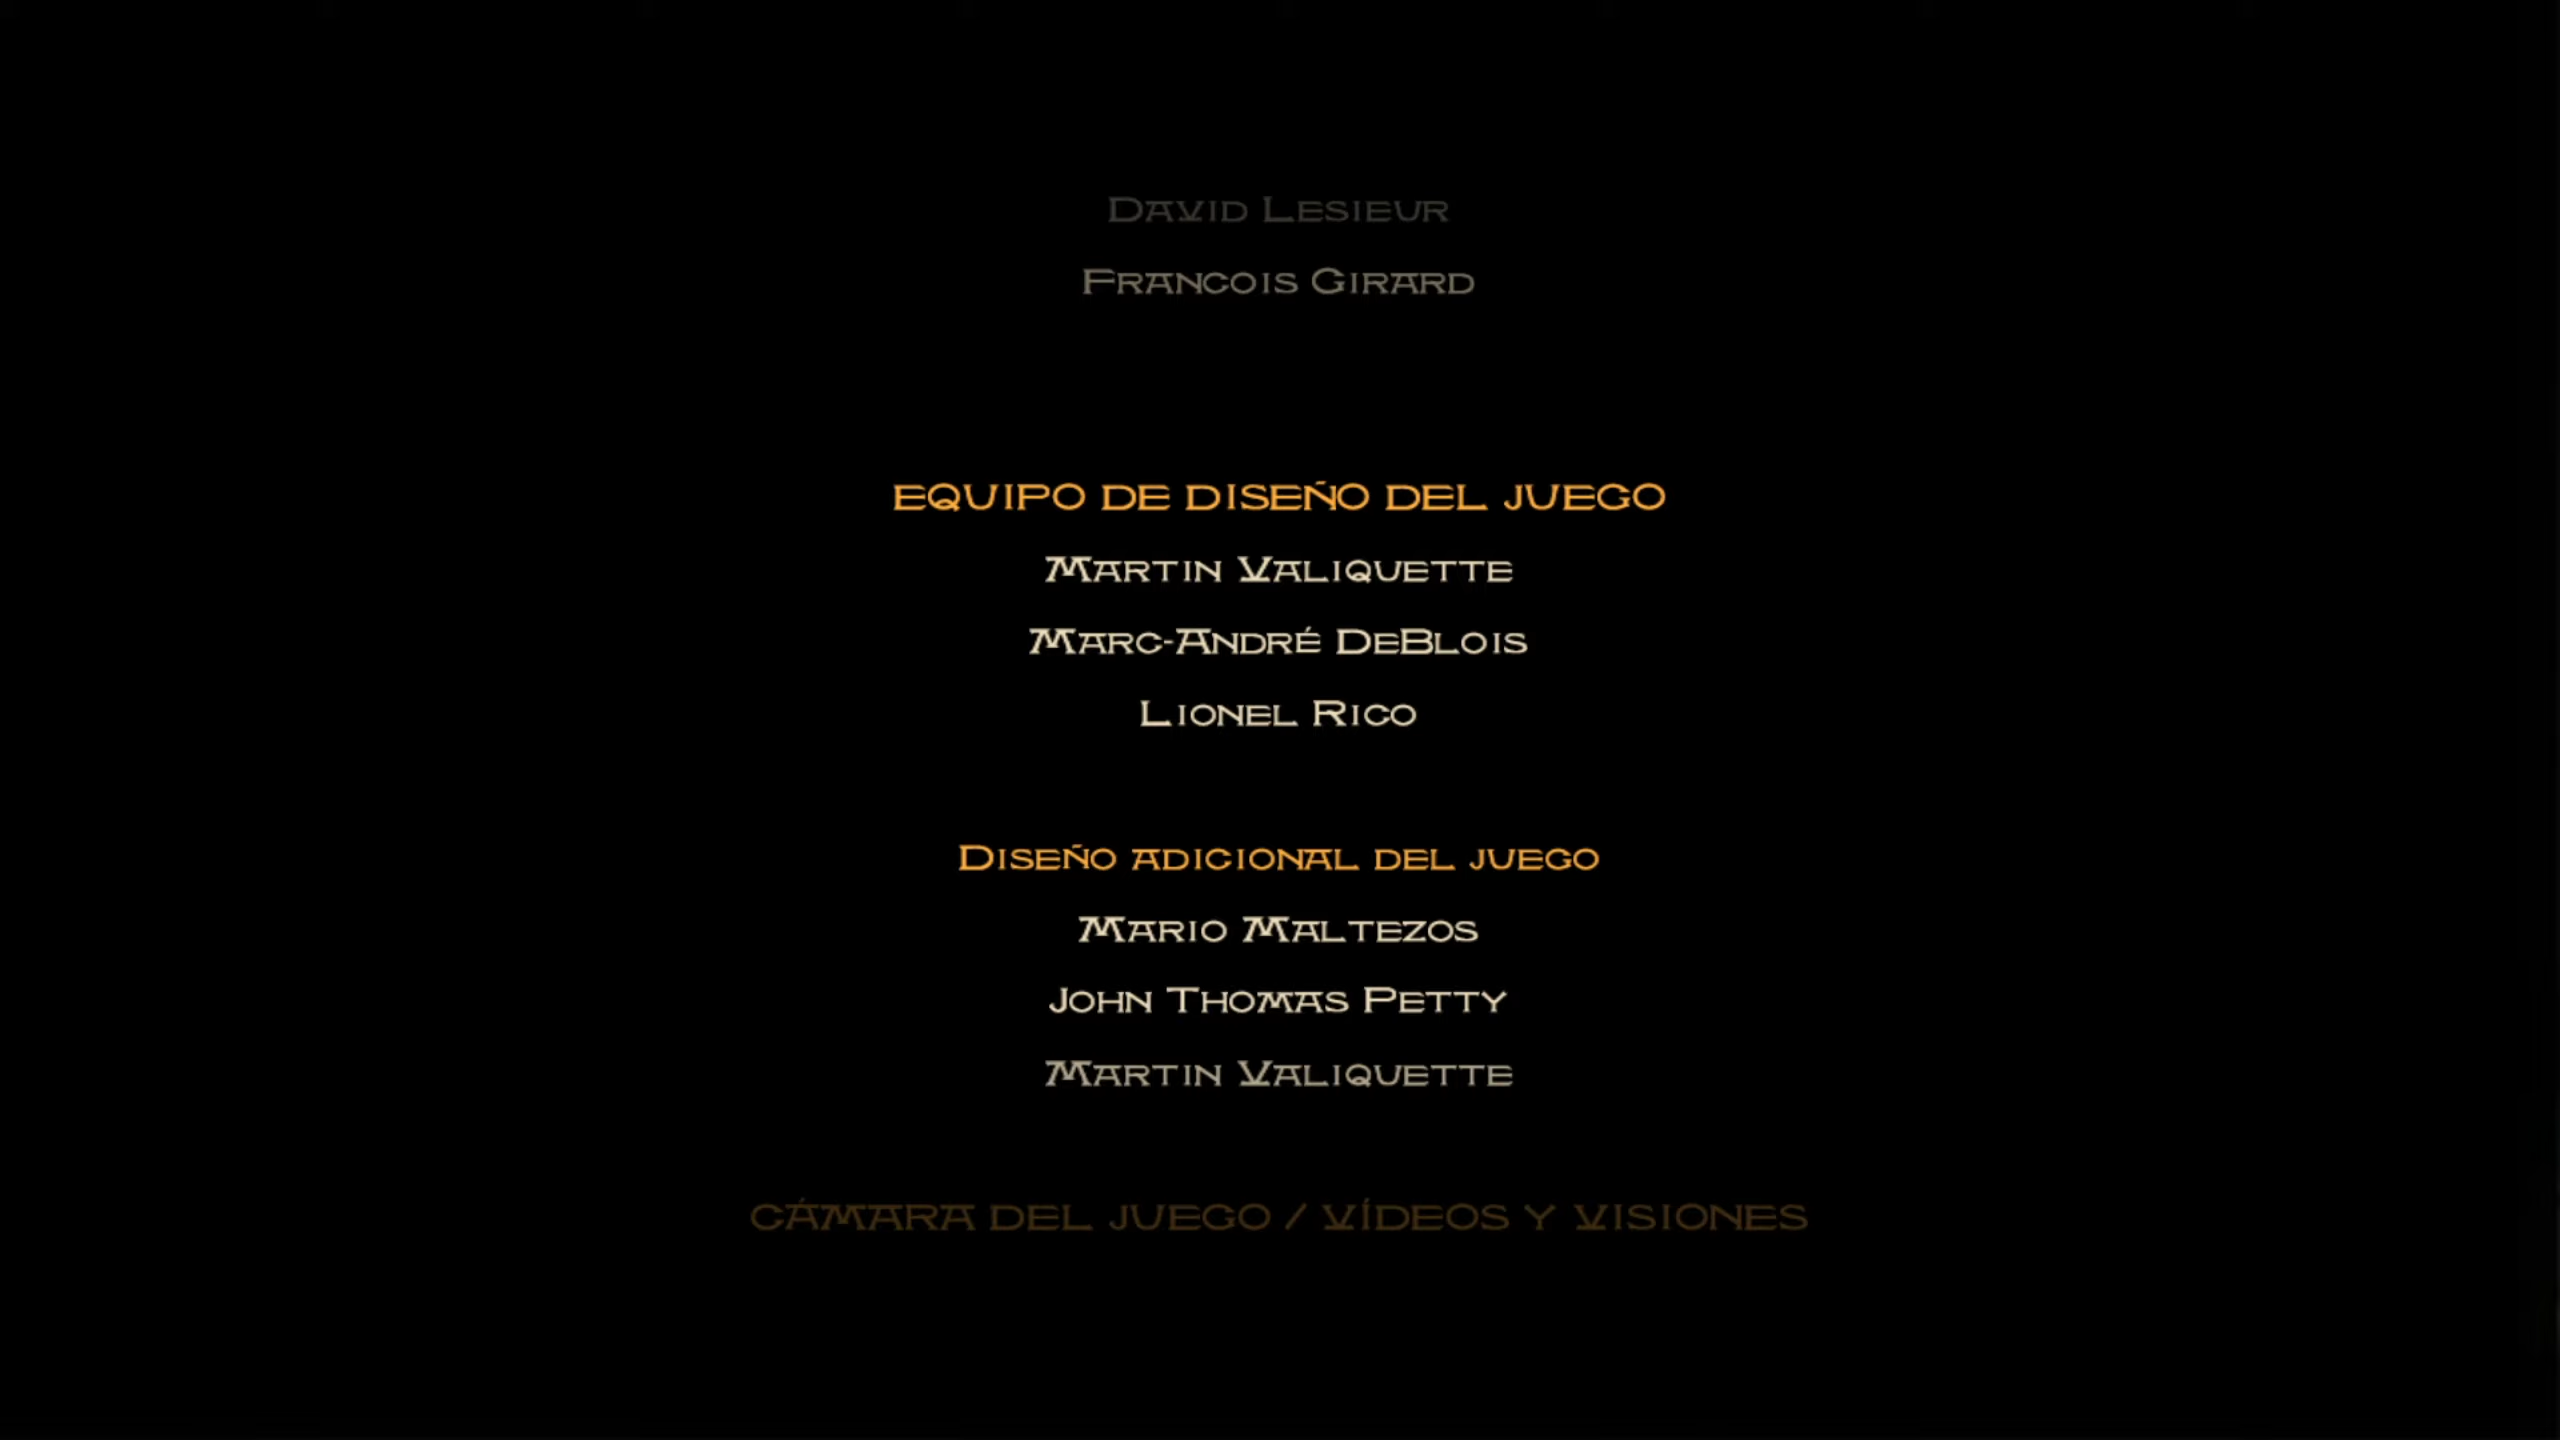 David Lesieur
Francois Girard
EQUIPO DE DISEÑO DEL JUEGO
Martin Valiquette
Marc-André DeBlois
Lionel Rico
Diseño adicional del juego
Mario Maltezos
John Thomas Petty
Martin Valiquette
CÁMARA DEL JUEGO / VÍDEOS Y VISIONES